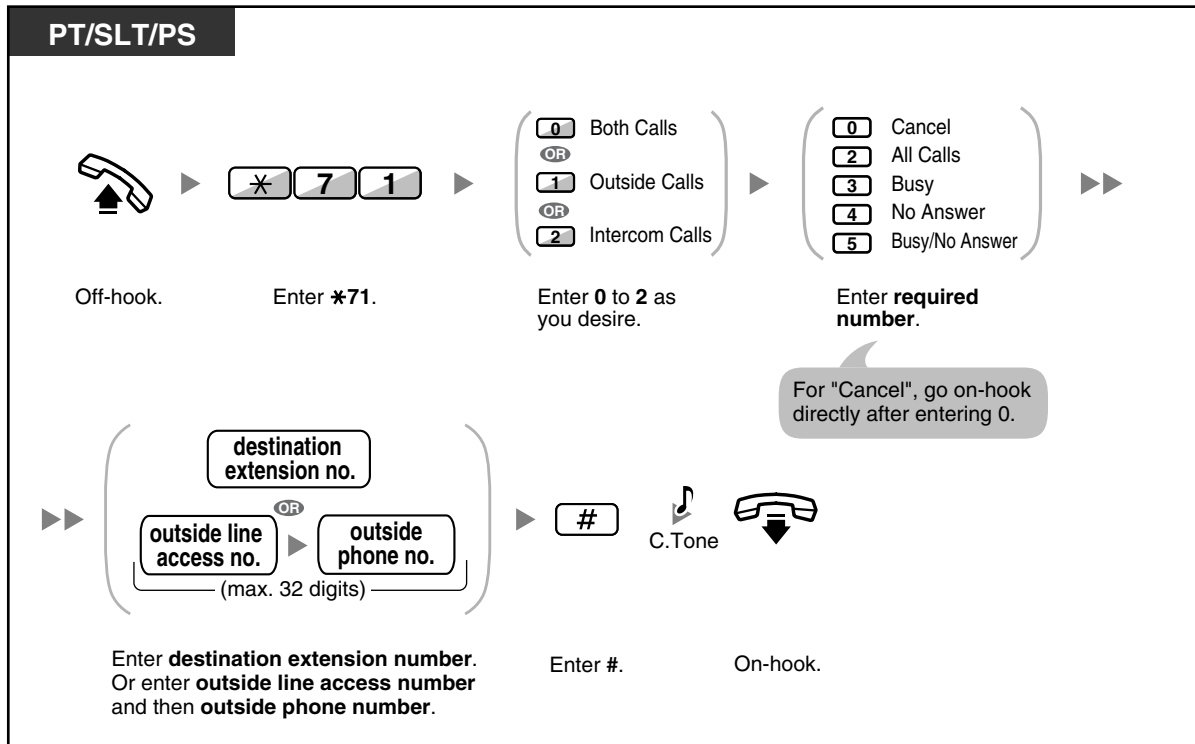 PT/SLT/PS
0 Both Calls
OR
1 Outside Calls
OR
2 Intercom Calls
0 Cancel
2 All Calls
3 Busy
4 No Answer
5 Busy/No Answer
✳ 7 1
Off-hook.
Enter ✳71.
Enter 0 to 2 as
you desire.
Enter required
number.
For "Cancel", go on-hook
directly after entering 0.
destination
extension no.
OR
outside line
access no.
outside
phone no.
(max. 32 digits)
#
C.Tone
Enter destination extension number.
Or enter outside line access number
and then outside phone number.
Enter #.
On-hook.